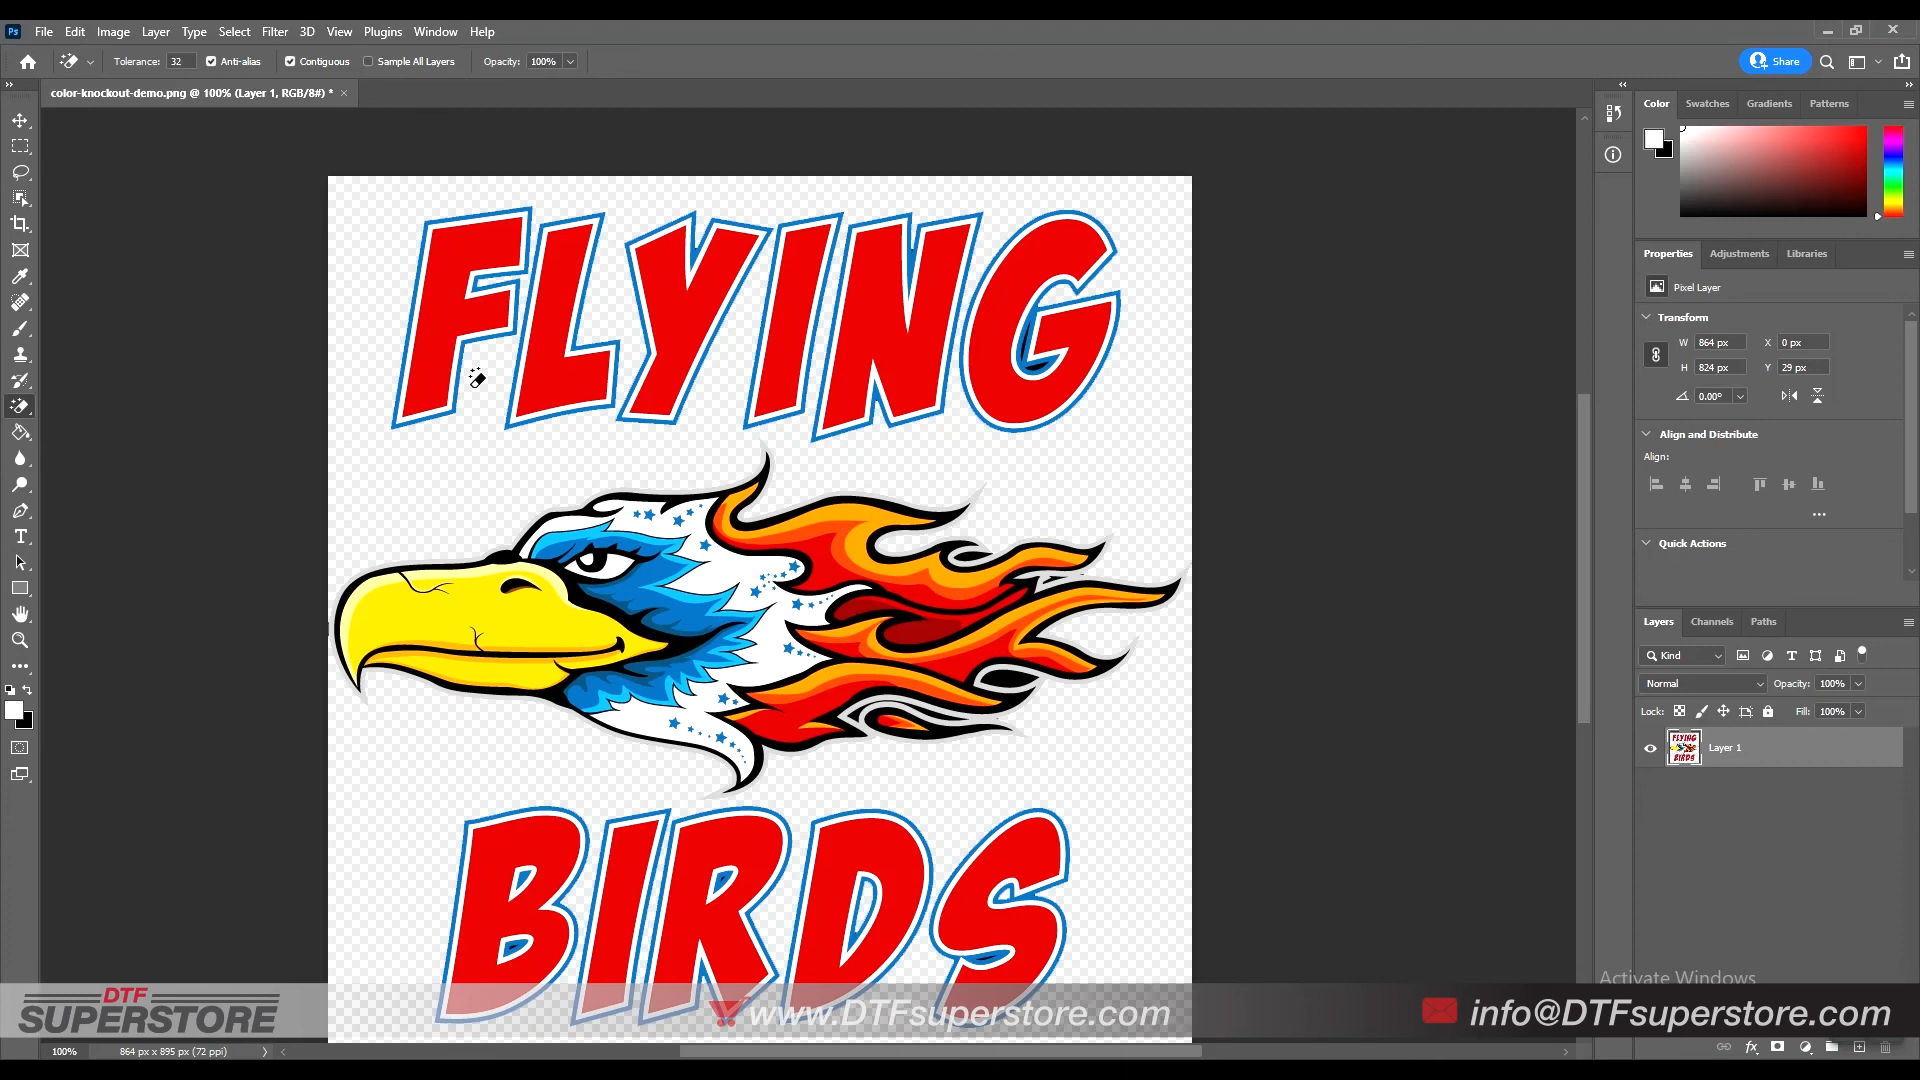 Ps File Edit Image Layer Type Select Filter 3D View Plugins Window Help
Tolerance: 32 Anti-alias Contiguous Sample All Layers Opacity: 100% Share
color-knockout-demo.png @ 100% (Layer 1, RGB/8#) * ×
Color Swatches Gradients Patterns
Properties Adjustments Libraries
Pixel Layer
Transform
W 864 px X 0 px
H 824 px Y 29 px
0.00°
Align and Distribute
Align:
Quick Actions
Layers Channels Paths
Kind
Normal Opacity: 100%
Lock: Fill: 100%
Layer 1
FLYING
BIRDS
FLYING
BIRDS
Activate Windows
DTF
SUPERSTORE
www.DTFsuperstore.com
info@DTFsuperstore.com
100% 864 px x 895 px (72 ppi)